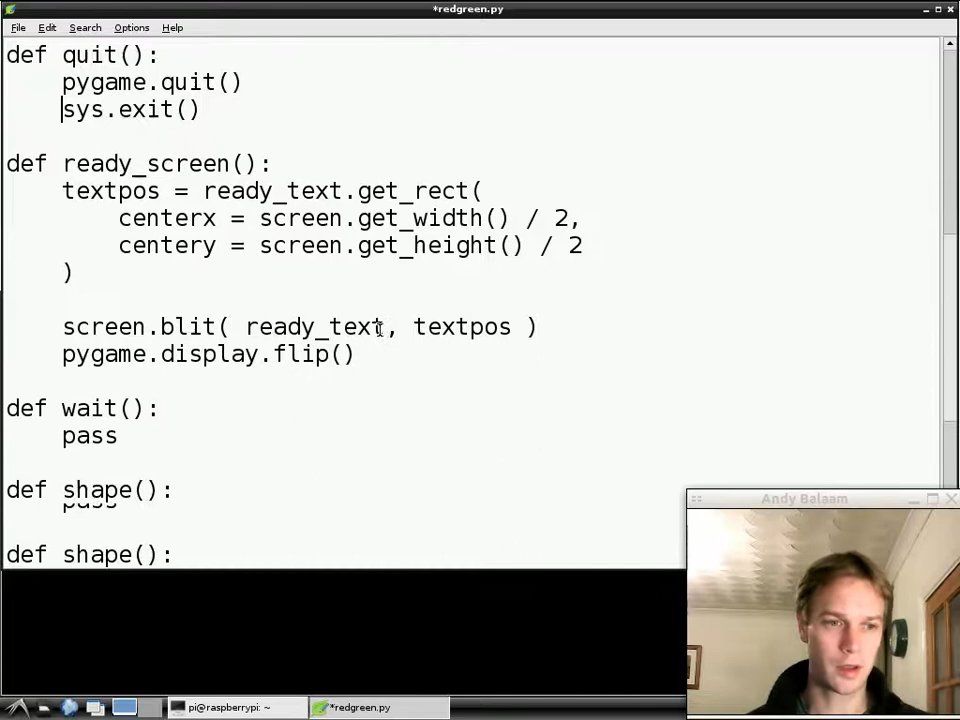 *redgreen.py
File Edit Search Options Help
def quit():
    pygame.quit()
    sys.exit()
def ready_screen():
    textpos = ready_text.get_rect(
        centerx = screen.get_width() / 2,
        centery = screen.get_height() / 2
    )
    screen.blit( ready_text, textpos )
    pygame.display.flip()
def wait():
    pass
def shape():
    pass
def shape():
Andy Balaam
pi@raspberrypi: ~
*redgreen.py